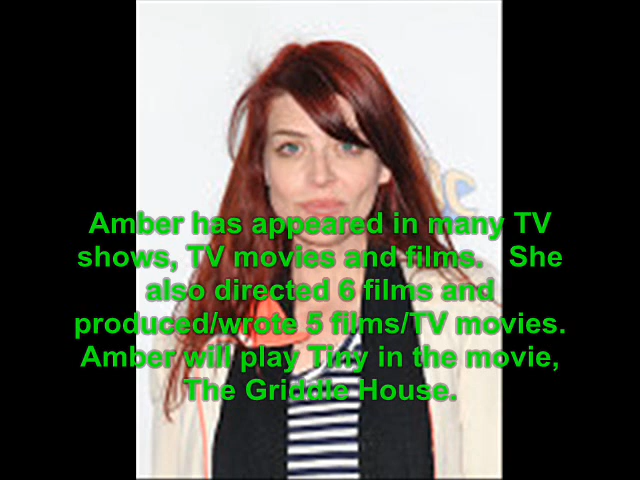 Amber has appeared in many TV
shows, TV movies and films.   She
also directed 6 films and
produced/wrote 5 films/TV movies.
Amber will play Tiny in the movie,
The Griddle House.